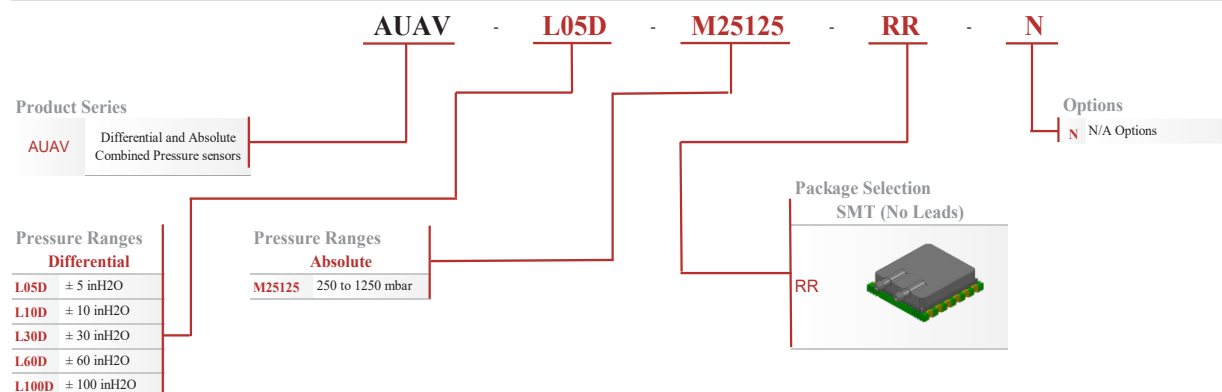 AUAV - L05D - M25125 - RR - N
Product Series
AUAV
Differential and Absolute
Combined Pressure sensors
Options
N N/A Options
Package Selection
SMT (No Leads)
RR
Pressure Ranges
Differential
L05D ± 5 inH2O
L10D ± 10 inH2O
L30D ± 30 inH2O
L60D ± 60 inH2O
L100D ± 100 inH2O
Pressure Ranges
Absolute
M25125 250 to 1250 mbar